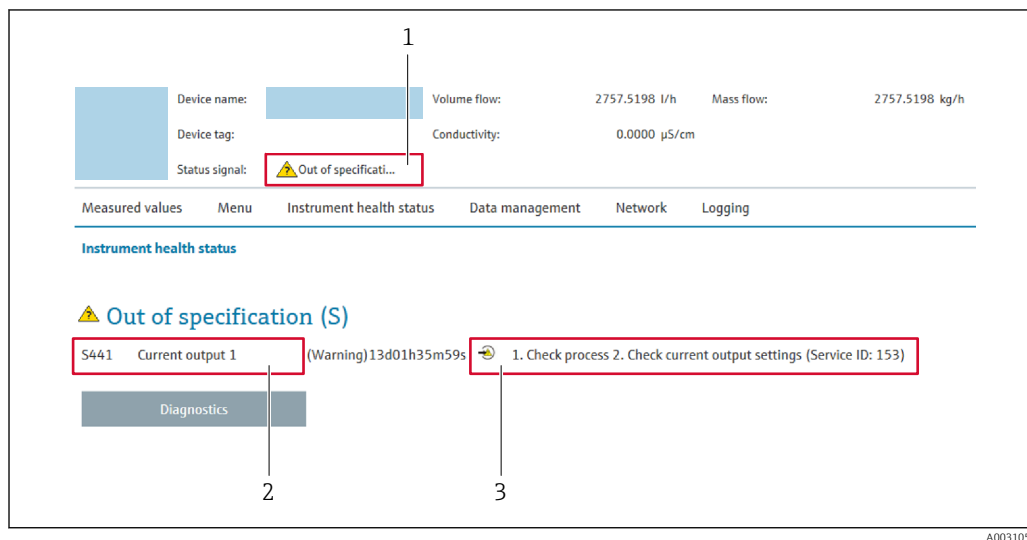 1
Device name: Volume flow: 2757.5198 l/h Mass flow: 2757.5198 kg/h
Device tag: Conductivity: 0.0000 µS/cm
Status signal: Out of specificati...
Measured values Menu Instrument health status Data management Network Logging
Instrument health status
Out of specification (S)
S441 Current output 1 (Warning)13d01h35m59s 1. Check process 2. Check current output settings (Service ID: 153)
Diagnostics
2 3